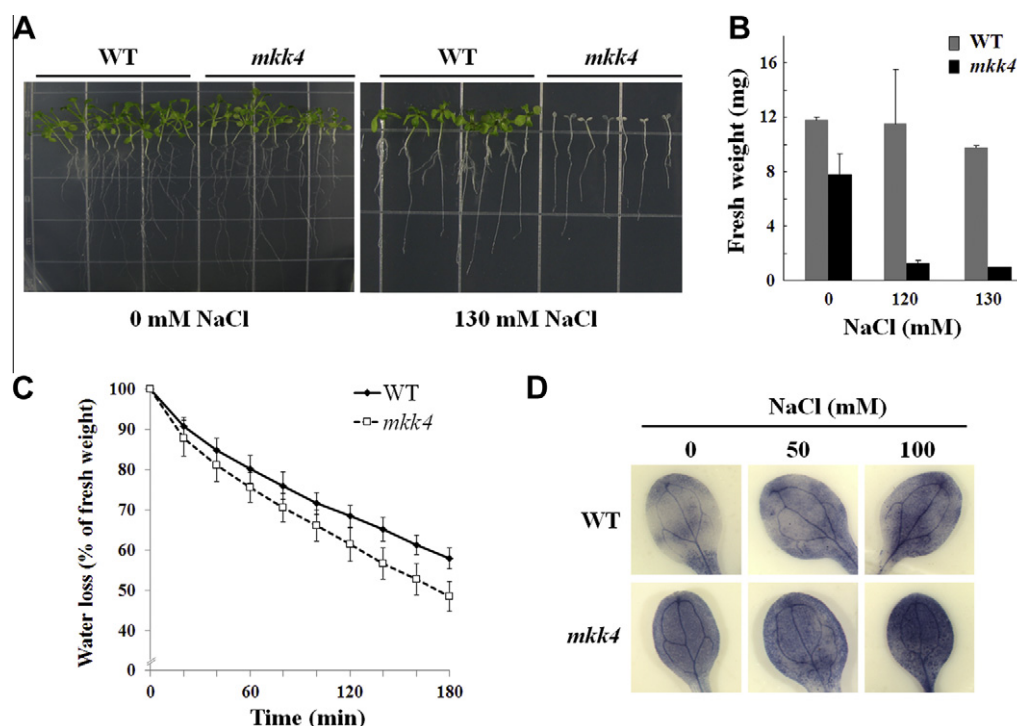 A
WT mkk4 WT mkk4
0 mM NaCl 130 mM NaCl
B
WT
mkk4
Fresh weight (mg)
16
12
8
4
0
0 120 130
NaCl (mM)
C
WT
mkk4
Water loss (% of fresh weight)
100
90
80
70
60
50
40
0
0 60 120 180
Time (min)
D
NaCl (mM)
0 50 100
WT
mkk4